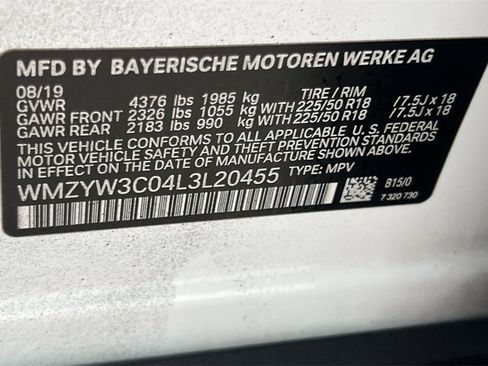 MFD BY BAYERISCHE MOTOREN WERKE AG
08/19
GVWR 4376 lbs 1985 kg TIRE / RIM
GAWR FRONT 2326 lbs 1055 kg WITH 225/50 R18 / 7.5J x 18
GAWR REAR 2183 lbs 990 kg WITH 225/50 R18 / 7.5J x 18
THIS VEHICLE CONFORMS TO ALL APPLICABLE U. S. FEDERAL
MOTOR VEHICLE SAFETY AND THEFT PREVENTION STANDARDS
IN EFFECT ON THE DATE OF MANUFACTURE SHOWN ABOVE.
WMZYW3C04L3L20455 TYPE: MPV
B15/0
7 320 730